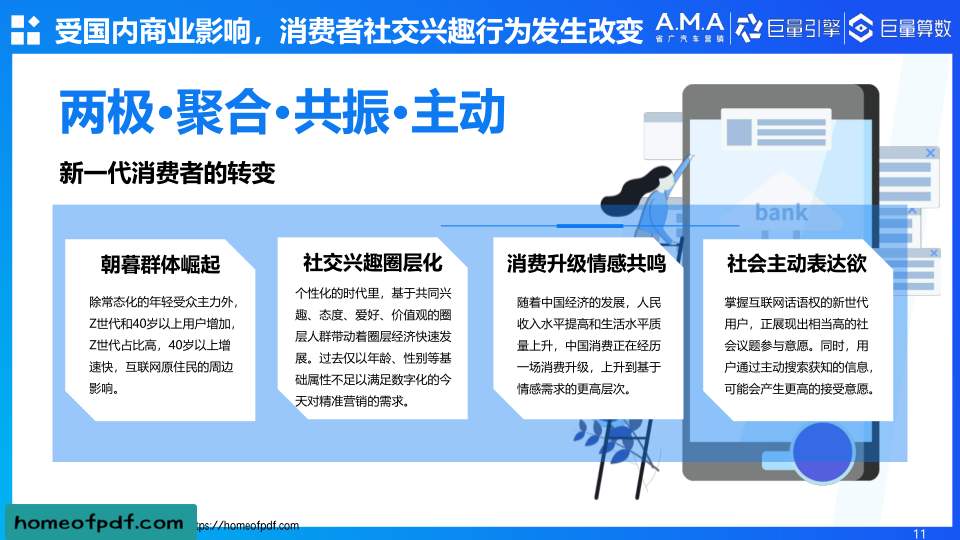 受国内商业影响，消费者社交兴趣行为发生改变
A.M.A
省广汽车营销
巨量引擎
巨量算数
两极·聚合·共振·主动
新一代消费者的转变
bank
朝暮群体崛起
除常态化的年轻受众主力外，
Z世代和40岁以上用户增加，
Z世代占比高，40岁以上增
速快，互联网原住民的周边
影响。
社交兴趣圈层化
个性化的时代里，基于共同兴
趣、态度、爱好、价值观的圈
层人群带动着圈层经济快速发
展。过去仅以年龄、性别等基
础属性不足以满足数字化的今
天对精准营销的需求。
消费升级情感共鸣
随着中国经济的发展，人民
收入水平提高和生活水平质
量上升，中国消费正在经历
一场消费升级，上升到基于
情感需求的更高层次。
社会主动表达欲
掌握互联网话语权的新世代
用户，正展现出相当高的社
会议题参与意愿。同时，用
户通过主动搜索获知的信息，
可能会产生更高的接受意愿。
homeofpdf.com
ttps://homeofpdf.com
11